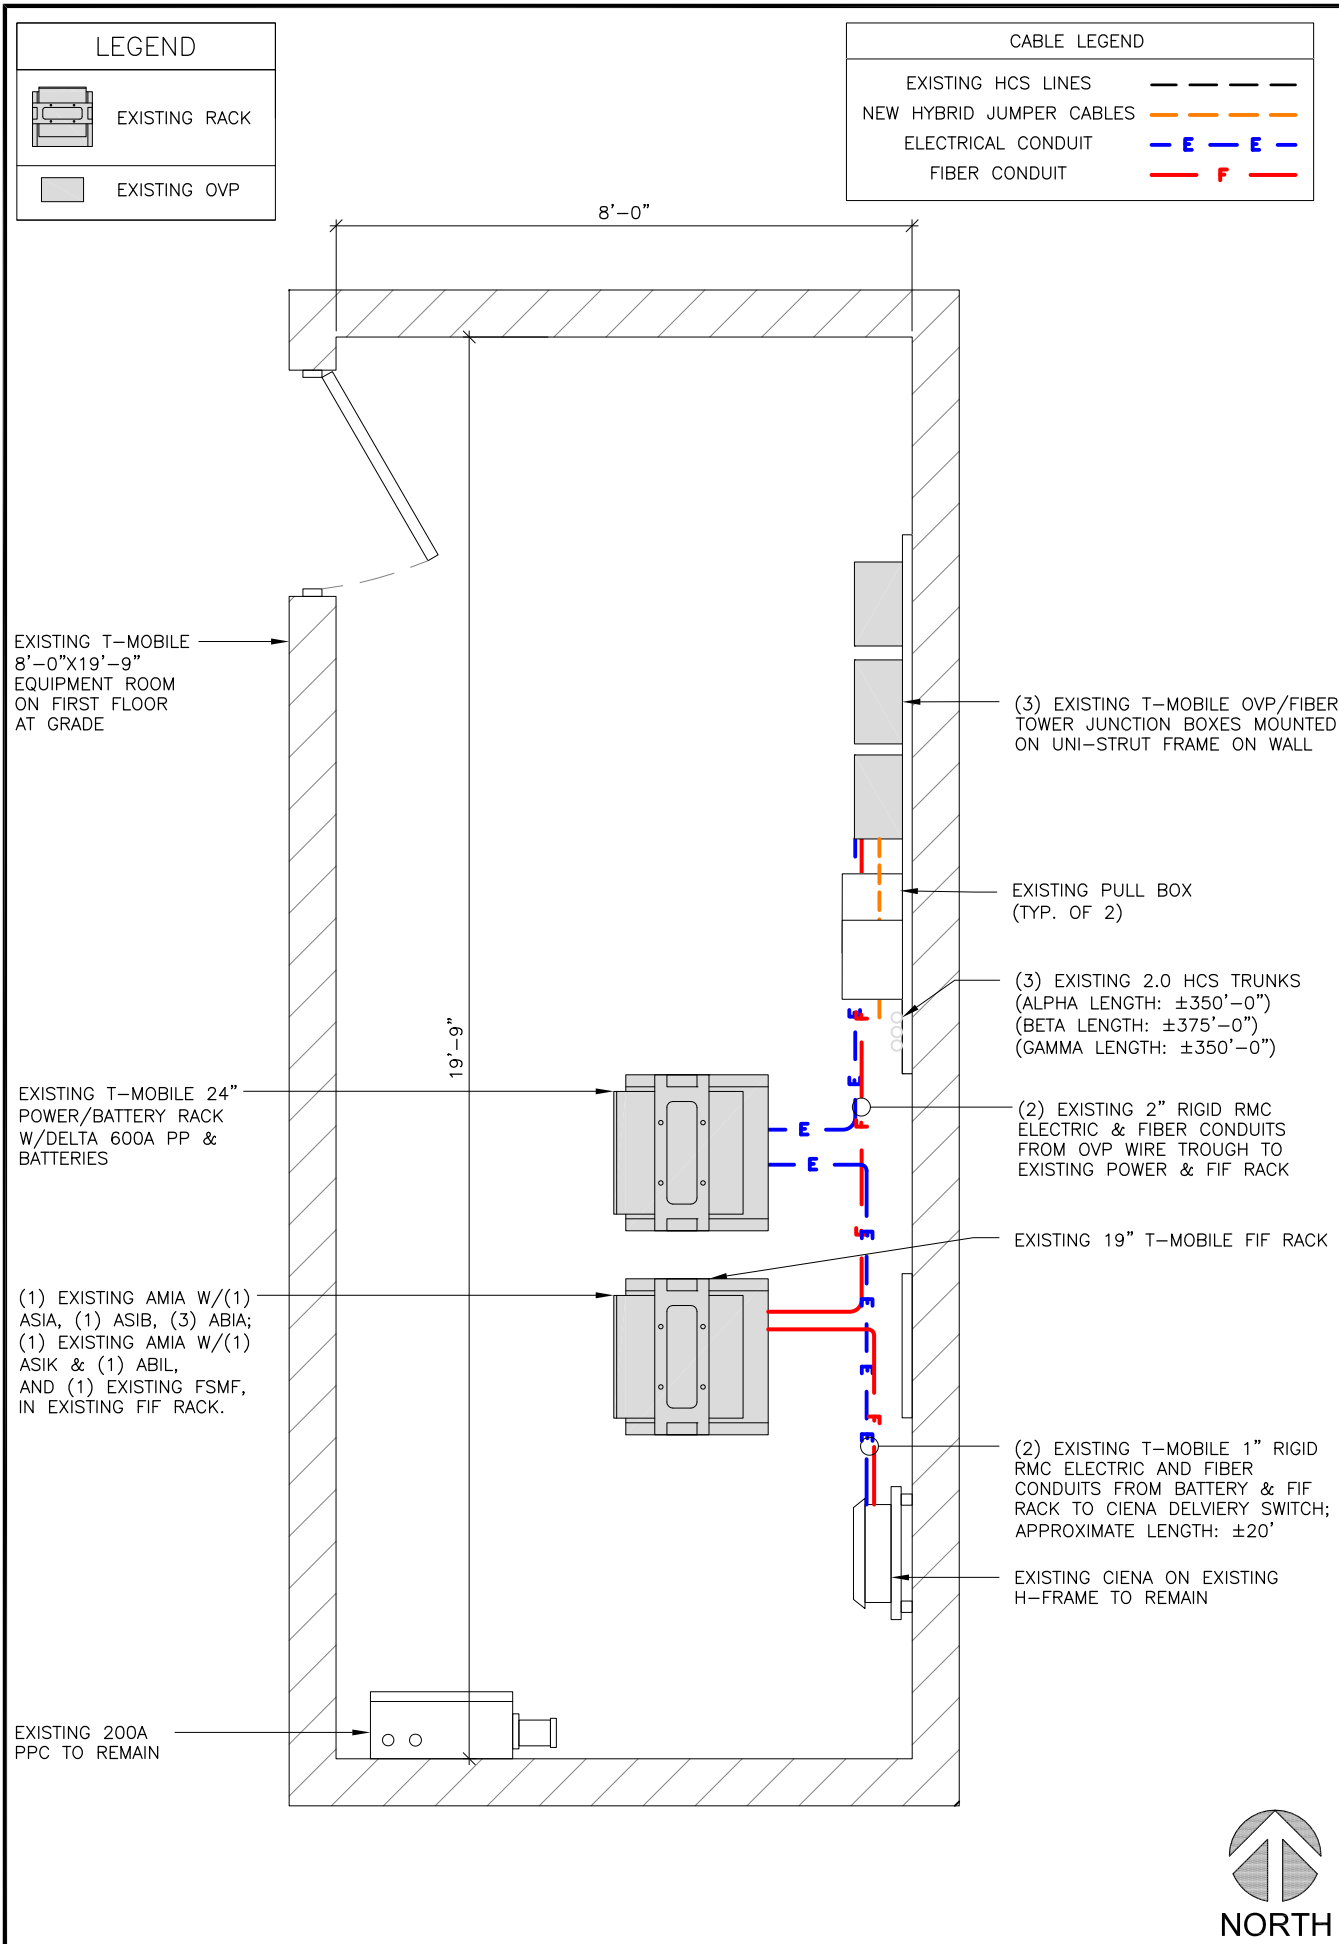 LEGEND
EXISTING RACK
EXISTING OVP
CABLE LEGEND
EXISTING HCS LINES
NEW HYBRID JUMPER CABLES
ELECTRICAL CONDUIT
E E
FIBER CONDUIT
F
8'-0"
19'-9"
EXISTING T-MOBILE
8'-0"X19'-9"
EQUIPMENT ROOM
ON FIRST FLOOR
AT GRADE
(3) EXISTING T-MOBILE OVP/FIBER
TOWER JUNCTION BOXES MOUNTED
ON UNI-STRUT FRAME ON WALL
EXISTING PULL BOX
(TYP. OF 2)
(3) EXISTING 2.0 HCS TRUNKS
(ALPHA LENGTH: ±350'-0")
(BETA LENGTH: ±375'-0")
(GAMMA LENGTH: ±350'-0")
EXISTING T-MOBILE 24"
POWER/BATTERY RACK
W/DELTA 600A PP &
BATTERIES
(2) EXISTING 2" RIGID RMC
ELECTRIC & FIBER CONDUITS
FROM OVP WIRE TROUGH TO
EXISTING POWER & FIF RACK
EXISTING 19" T-MOBILE FIF RACK
(1) EXISTING AMIA W/(1)
ASIA, (1) ASIB, (3) ABIA;
(1) EXISTING AMIA W/(1)
ASIK & (1) ABIL,
AND (1) EXISTING FSMF,
IN EXISTING FIF RACK.
(2) EXISTING T-MOBILE 1" RIGID
RMC ELECTRIC AND FIBER
CONDUITS FROM BATTERY & FIF
RACK TO CIENA DELVIERY SWITCH;
APPROXIMATE LENGTH: ±20'
EXISTING CIENA ON EXISTING
H-FRAME TO REMAIN
EXISTING 200A
PPC TO REMAIN
E
F
E
F
E
E
E
F
E
E
F
E
NORTH